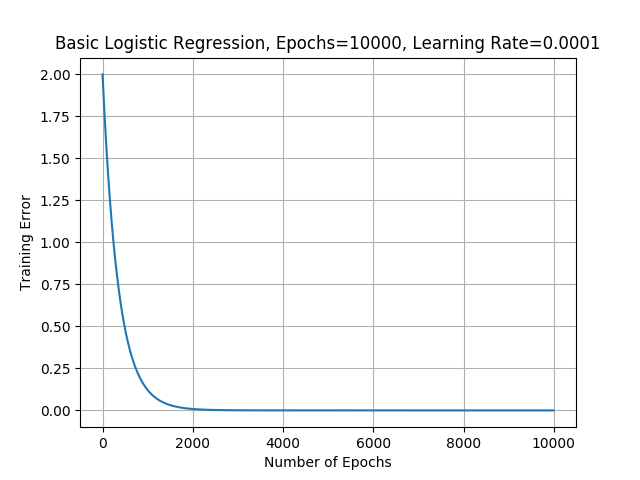 Basic Logistic Regression, Epochs=10000, Learning Rate=0.0001
2.00
1.75
1.50
1.25
1.00
0.75
0.50
0.25
0.00
Training Error
0 2000 4000 6000 8000 10000
Number of Epochs